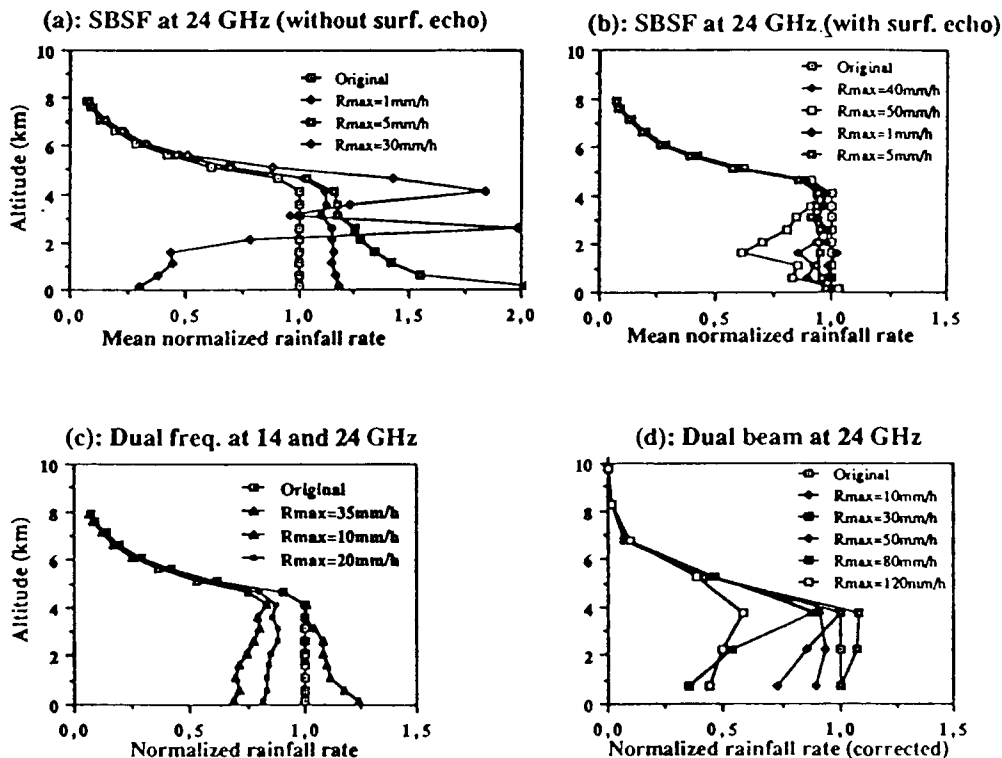 (a): SBSF at 24 GHz (without surf. echo)
10
8
6
4
2
0
Altitude (km)
Original
Rmax=1mm/h
Rmax=5mm/h
Rmax=30mm/h
0,0
0,5
1,0
1,5
2,0
Mean normalized rainfall rate
(b): SBSF at 24 GHz (with surf. echo)
10
8
6
4
2
0
Original
Rmax=40mm/h
Rmax=50mm/h
Rmax=1mm/h
Rmax=5mm/h
0,0
0,5
1,0
1,5
Mean normalized rainfall rate
(c): Dual freq. at 14 and 24 GHz
10
8
6
4
2
0
Altitude (km)
Original
Rmax=35mm/h
Rmax=10mm/h
Rmax=20mm/h
0,0
0,5
1,0
1,5
Normalized rainfall rate
(d): Dual beam at 24 GHz
10
8
6
4
2
0
Original
Rmax=10mm/h
Rmax=30mm/h
Rmax=50mm/h
Rmax=80mm/h
Rmax=120mm/h
0,0
0,5
1,0
1,5
Normalized rainfall rate (corrected)